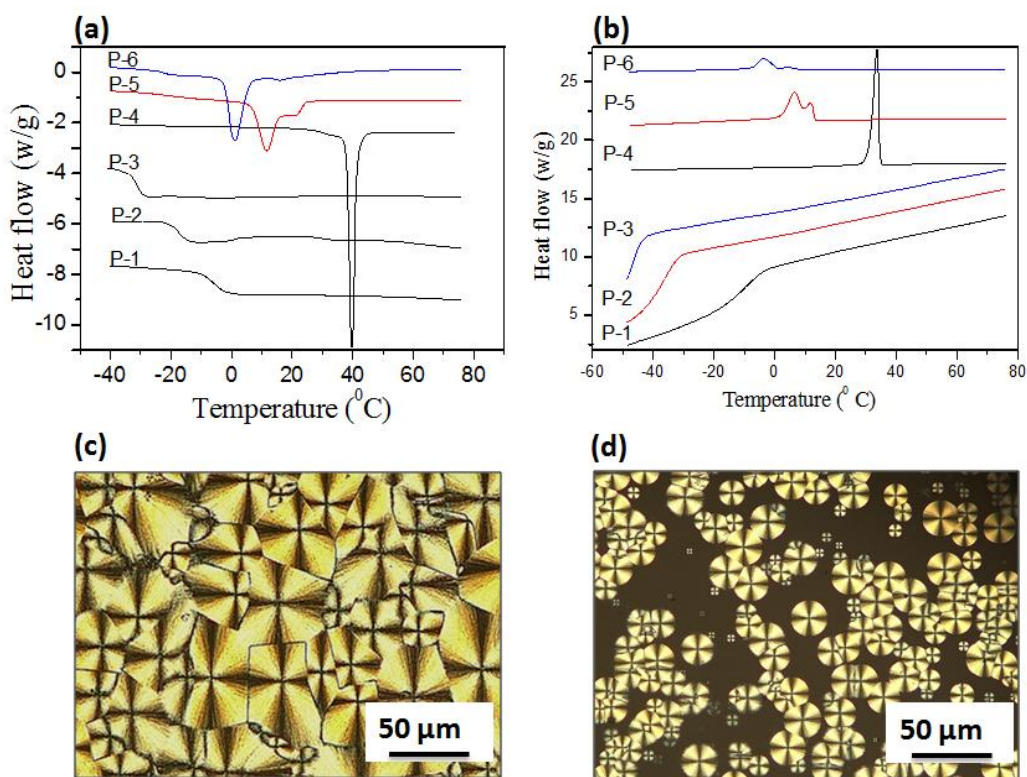 (a)
P-6
P-5
P-4
P-3
P-2
P-1
0
-2
-4
-6
-8
-10
Heat flow (w/g)
-40 -20 0 20 40 60 80
Temperature (⁰C)
(b)
P-6
P-5
P-4
P-3
P-2
P-1
25
20
15
10
5
Heat flow (w/g)
-60 -40 -20 0 20 40 60 80
Temperature (⁰ C)
(c)
50 µm
(d)
50 µm